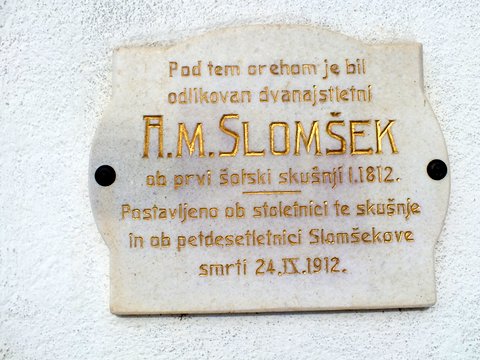 Pod tem orehom je bil
odlikovan dvanajstletni
A.M. SLOMŠEK
ob prvi šolski skušnji l.1812.
Postavljeno ob stoletnici te skušnje
in ob petdesetletnici Slomšekove
smrti 24.IX.1912.